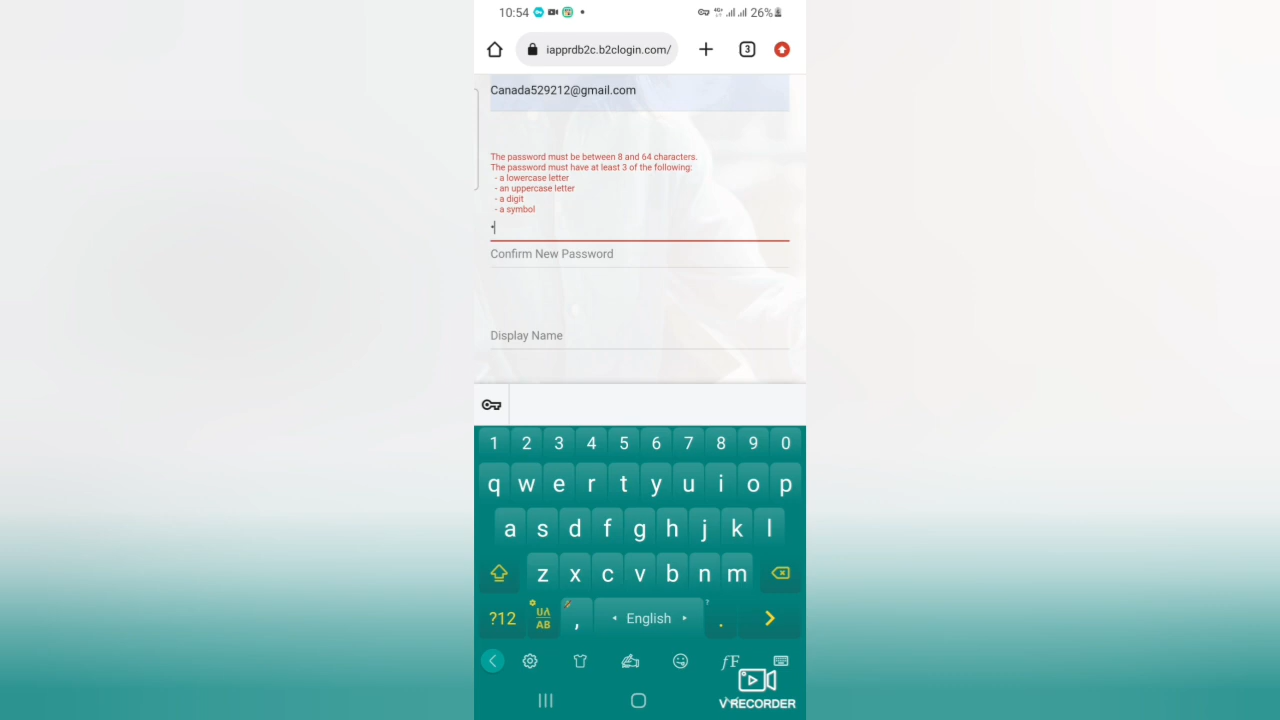 10:54
4G+
26%
iapprdb2c.b2clogin.com/
3
Canada529212@gmail.com
The password must be between 8 and 64 characters.
The password must have at least 3 of the following:
- a lowercase letter
- an uppercase letter
- a digit
- a symbol
Confirm New Password
Display Name
1 2 3 4 5 6 7 8 9 0
q w e r t y u i o p
a s d f g h j k l
z x c v b n m
?12 AB , English ? .
fF
V RECORDER